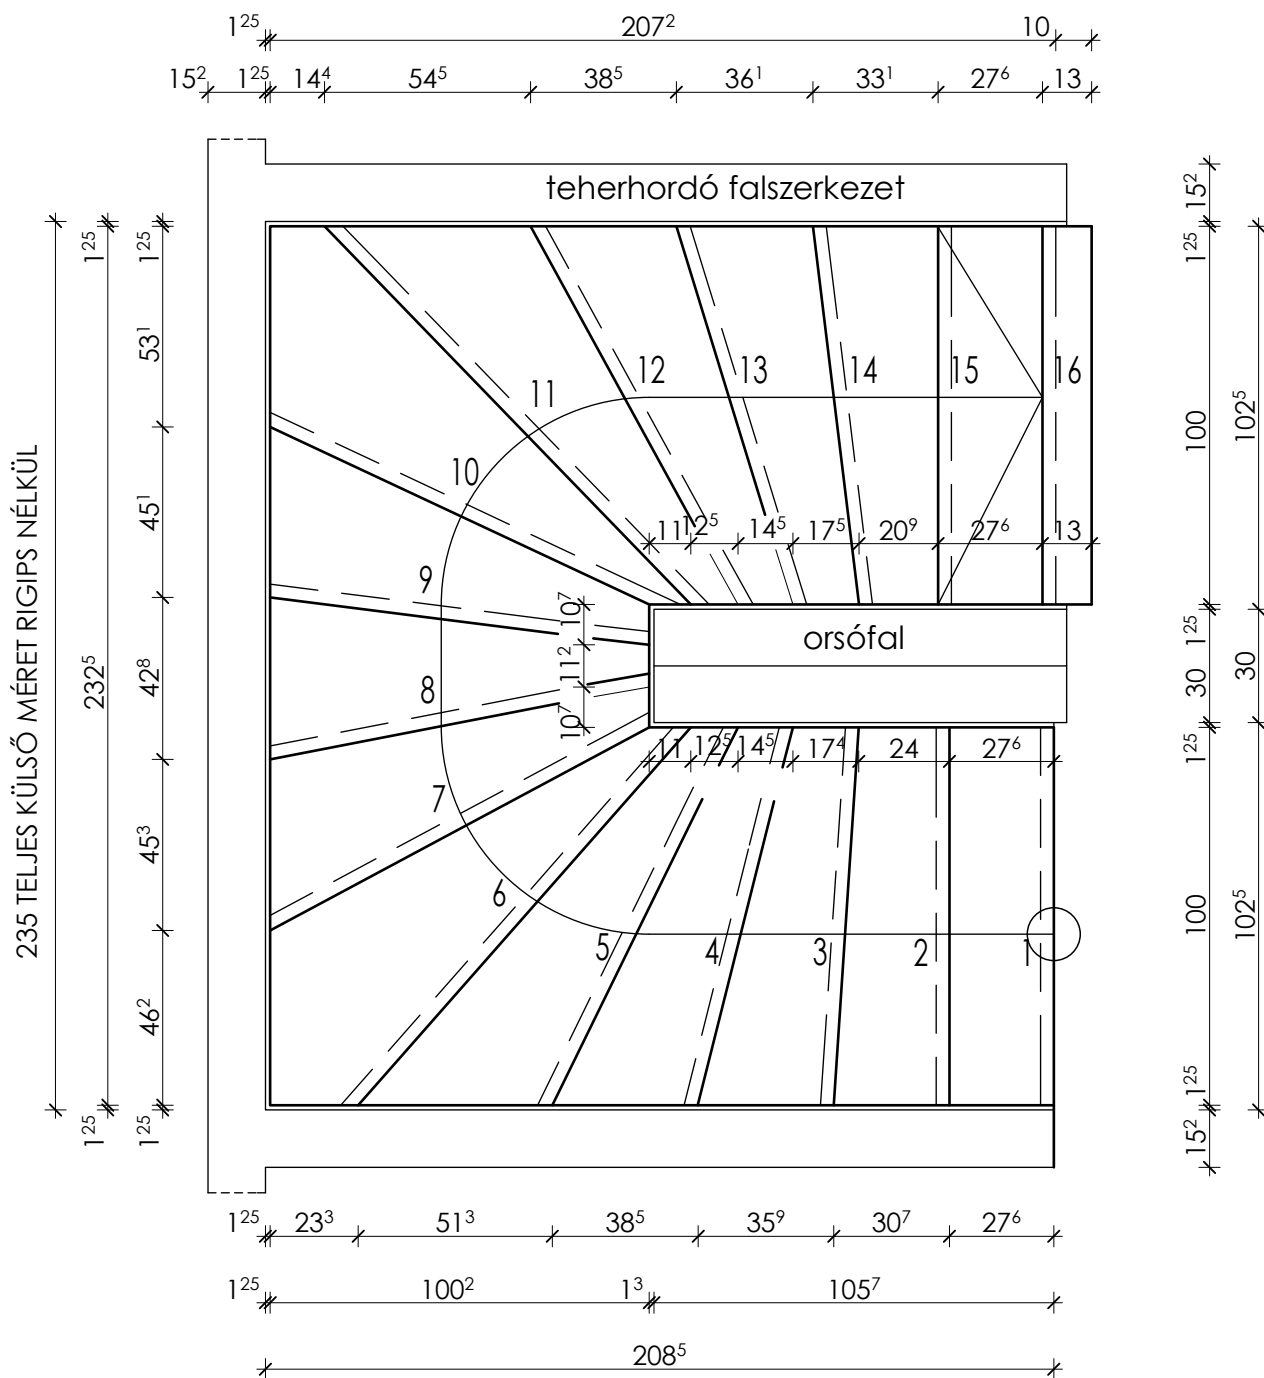 1²⁵ 207² 10
15² 1²⁵ 14⁴ 54⁵ 38⁵ 36¹ 33¹ 27⁶ 13
teherhordó falszerkezet
15²
1²⁵ 1²⁵ 1²⁵ 1²⁵
53¹
12 13 14 15 16
11
100 102⁵
10
45¹
11 12⁵ 14⁵ 17⁵ 20⁹ 27⁶ 13
9
10⁷
orsófal
1²⁵
235 TELJES KÜLSŐ MÉRET RIGIPS NÉLKÜL
232⁵
42⁸
11²
30 30
8
10⁷
1²⁵
11 12⁵ 14⁵ 17⁴ 24 27⁶
7
45³
6
100 102⁵
5 4 3 2 1
46²
1²⁵ 1²⁵ 1²⁵
15²
1²⁵ 23³ 51³ 38⁵ 35⁹ 30⁷ 27⁶
1²⁵ 100² 1³ 105⁷
208⁵